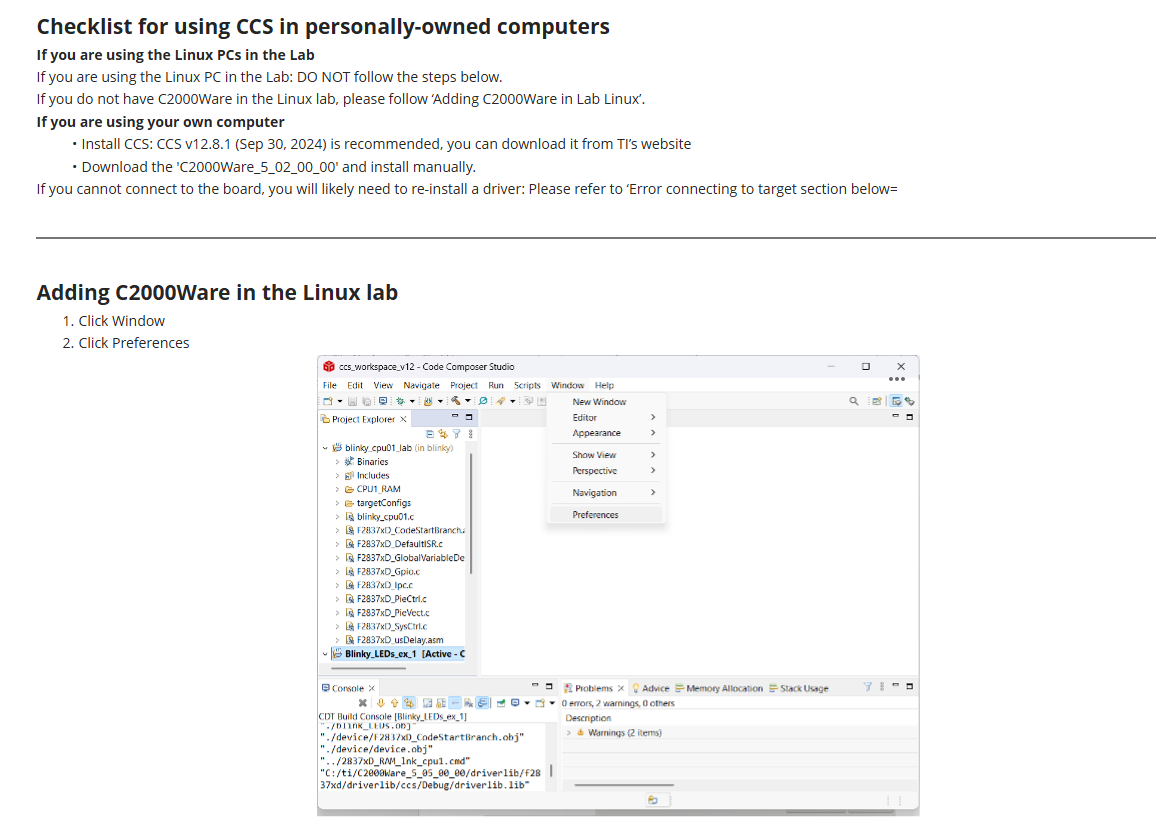 Checklist for using CCS in personally-owned computers
If you are using the Linux PCs in the Lab
If you are using the Linux PC in the Lab: DO NOT follow the steps below.
If you do not have C2000Ware in the Linux lab, please follow ‘Adding C2000Ware in Lab Linux’.
If you are using your own computer
• Install CCS: CCS v12.8.1 (Sep 30, 2024) is recommended, you can download it from TI’s website
• Download the 'C2000Ware_5_02_00_00' and install manually.
If you cannot connect to the board, you will likely need to re-install a driver: Please refer to ‘Error connecting to target section below=
Adding C2000Ware in the Linux lab
1. Click Window
2. Click Preferences
ccs_workspace_v12 - Code Composer Studio
File Edit View Navigate Project Run Scripts Window Help
New Window
Editor
Appearance
Show View
Perspective
Navigation
Preferences
Project Explorer
blinky_cpu01_lab (in blinky)
Binaries
Includes
CPU1_RAM
targetConfigs
blinky_cpu01.c
F2837xD_CodeStartBranch.a
F2837xD_DefaultISR.c
F2837xD_GlobalVariableDe
F2837xD_Gpio.c
F2837xD_Ipc.c
F2837xD_PieCtrl.c
F2837xD_PieVect.c
F2837xD_SysCtrl.c
F2837xD_usDelay.asm
Blinky_LEDs_ex_1 [Active - C
Console
CDT Build Console [Blinky_LEDs_ex_1]
"./blink_LEDs.obj"
"./device/F2837xD_CodeStartBranch.obj"
"./device/device.obj"
"../2837xD_RAM_lnk_cpu1.cmd"
"C:/ti/C2000Ware_5_05_00_00/driverlib/f28
37xd/driverlib/ccs/Debug/driverlib.lib"
Problems Advice Memory Allocation Stack Usage
0 errors, 2 warnings, 0 others
Description
Warnings (2 items)